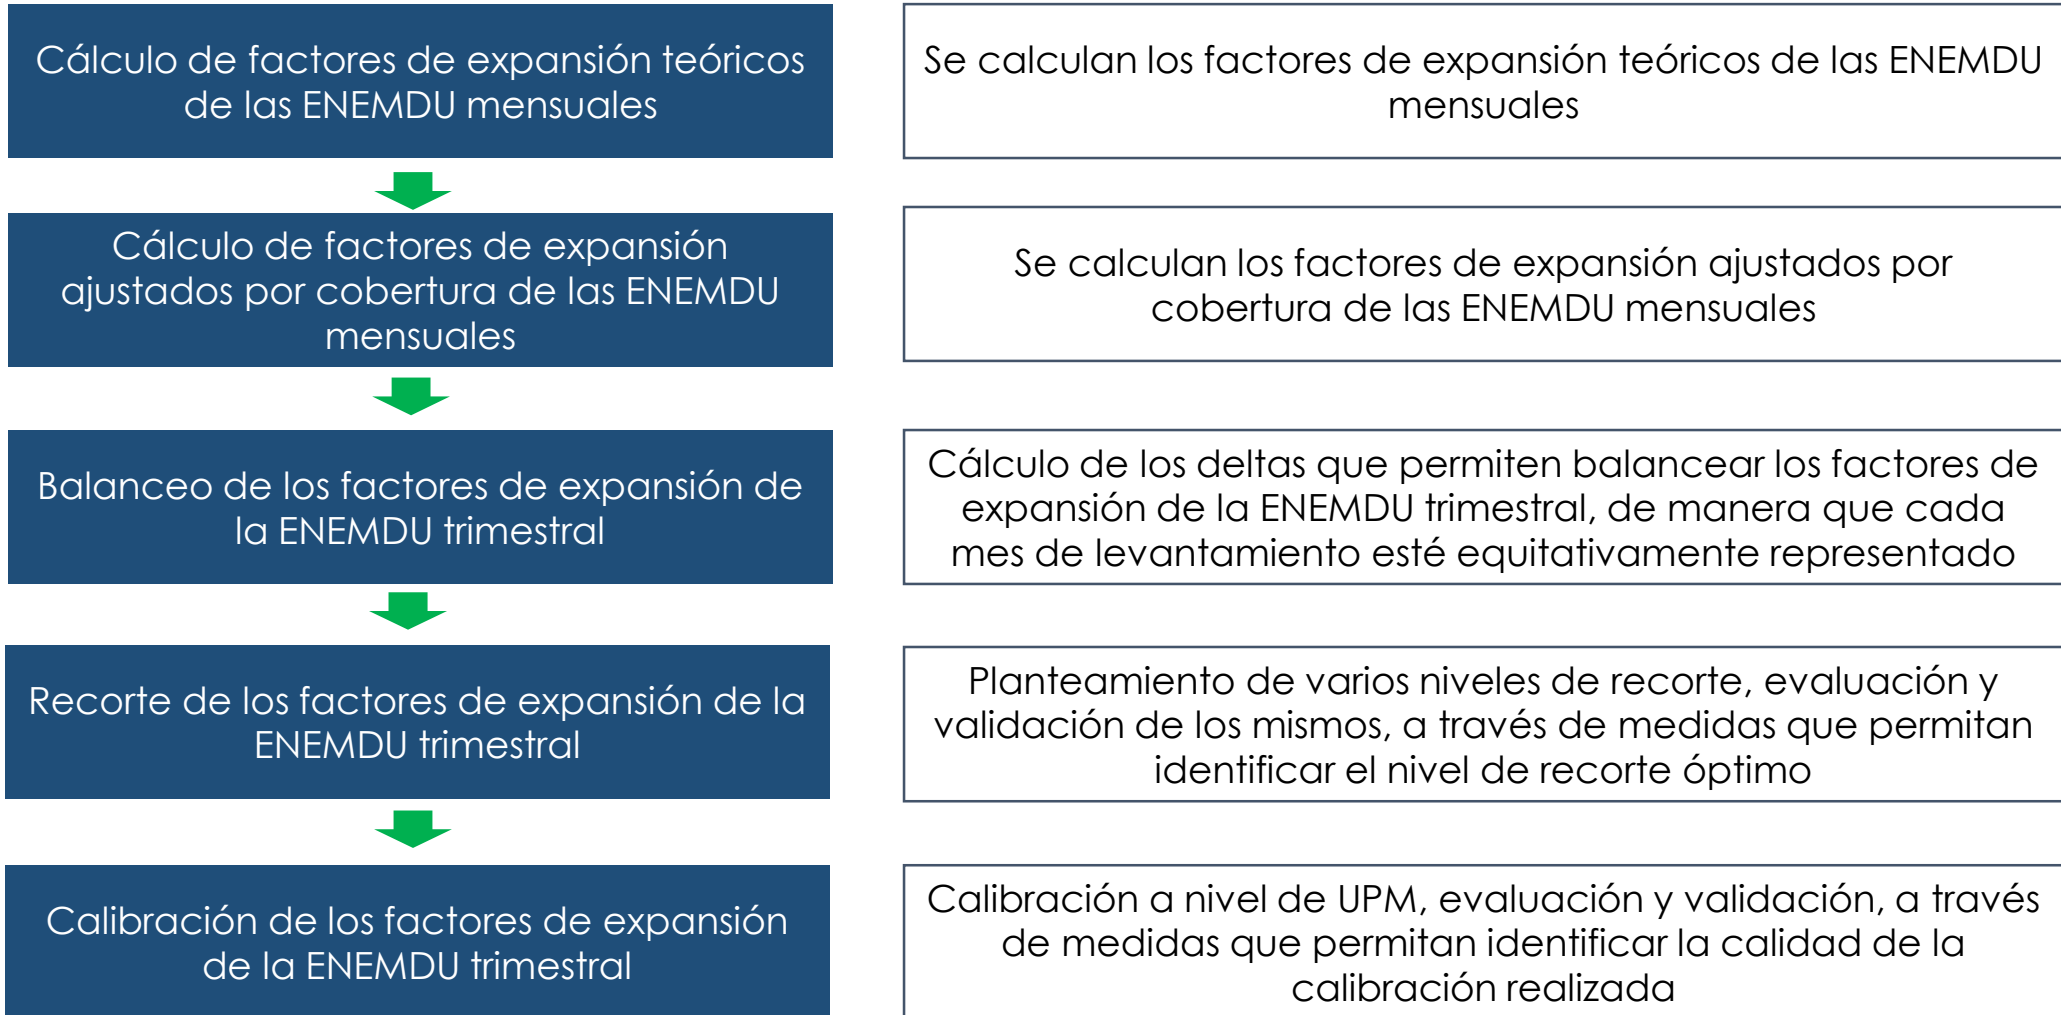 Cálculo de factores de expansión teóricos
de las ENEMDU mensuales
Se calculan los factores de expansión teóricos de las ENEMDU
mensuales
Cálculo de factores de expansión
ajustados por cobertura de las ENEMDU
mensuales
Se calculan los factores de expansión ajustados por
cobertura de las ENEMDU mensuales
Balanceo de los factores de expansión de
la ENEMDU trimestral
Cálculo de los deltas que permiten balancear los factores de
expansión de la ENEMDU trimestral, de manera que cada
mes de levantamiento esté equitativamente representado
Recorte de los factores de expansión de la
ENEMDU trimestral
Planteamiento de varios niveles de recorte, evaluación y
validación de los mismos, a través de medidas que permitan
identificar el nivel de recorte óptimo
Calibración de los factores de expansión
de la ENEMDU trimestral
Calibración a nivel de UPM, evaluación y validación, a través
de medidas que permitan identificar la calidad de la
calibración realizada